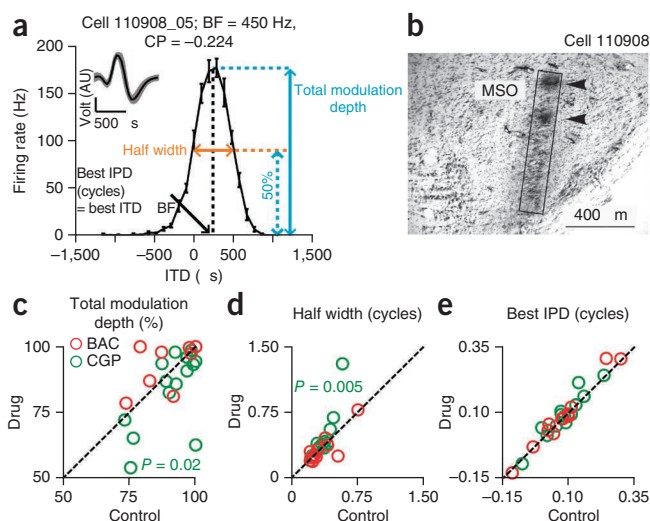 a
Cell 110908_05; BF = 450 Hz,
CP = –0.224
200
150
100
50
0
Firing rate (Hz)
Volt (AU)
500 s
Total modulation
depth
Half width
50%
Best IPD
(cycles)
= best ITD BF
–1,500 –500 0 500 1,500
ITD ( s)
b
Cell 110908
MSO
400 m
c
Total modulation
depth (%)
BAC
CGP
100
75
50
Drug
P = 0.02
50 75 100
Control
d
Half width (cycles)
1.50
0.75
0
Drug
P = 0.005
0 0.75 1.50
Control
e
Best IPD (cycles)
0.35
0.10
–0.15
Drug
–0.15 0.10 0.35
Control